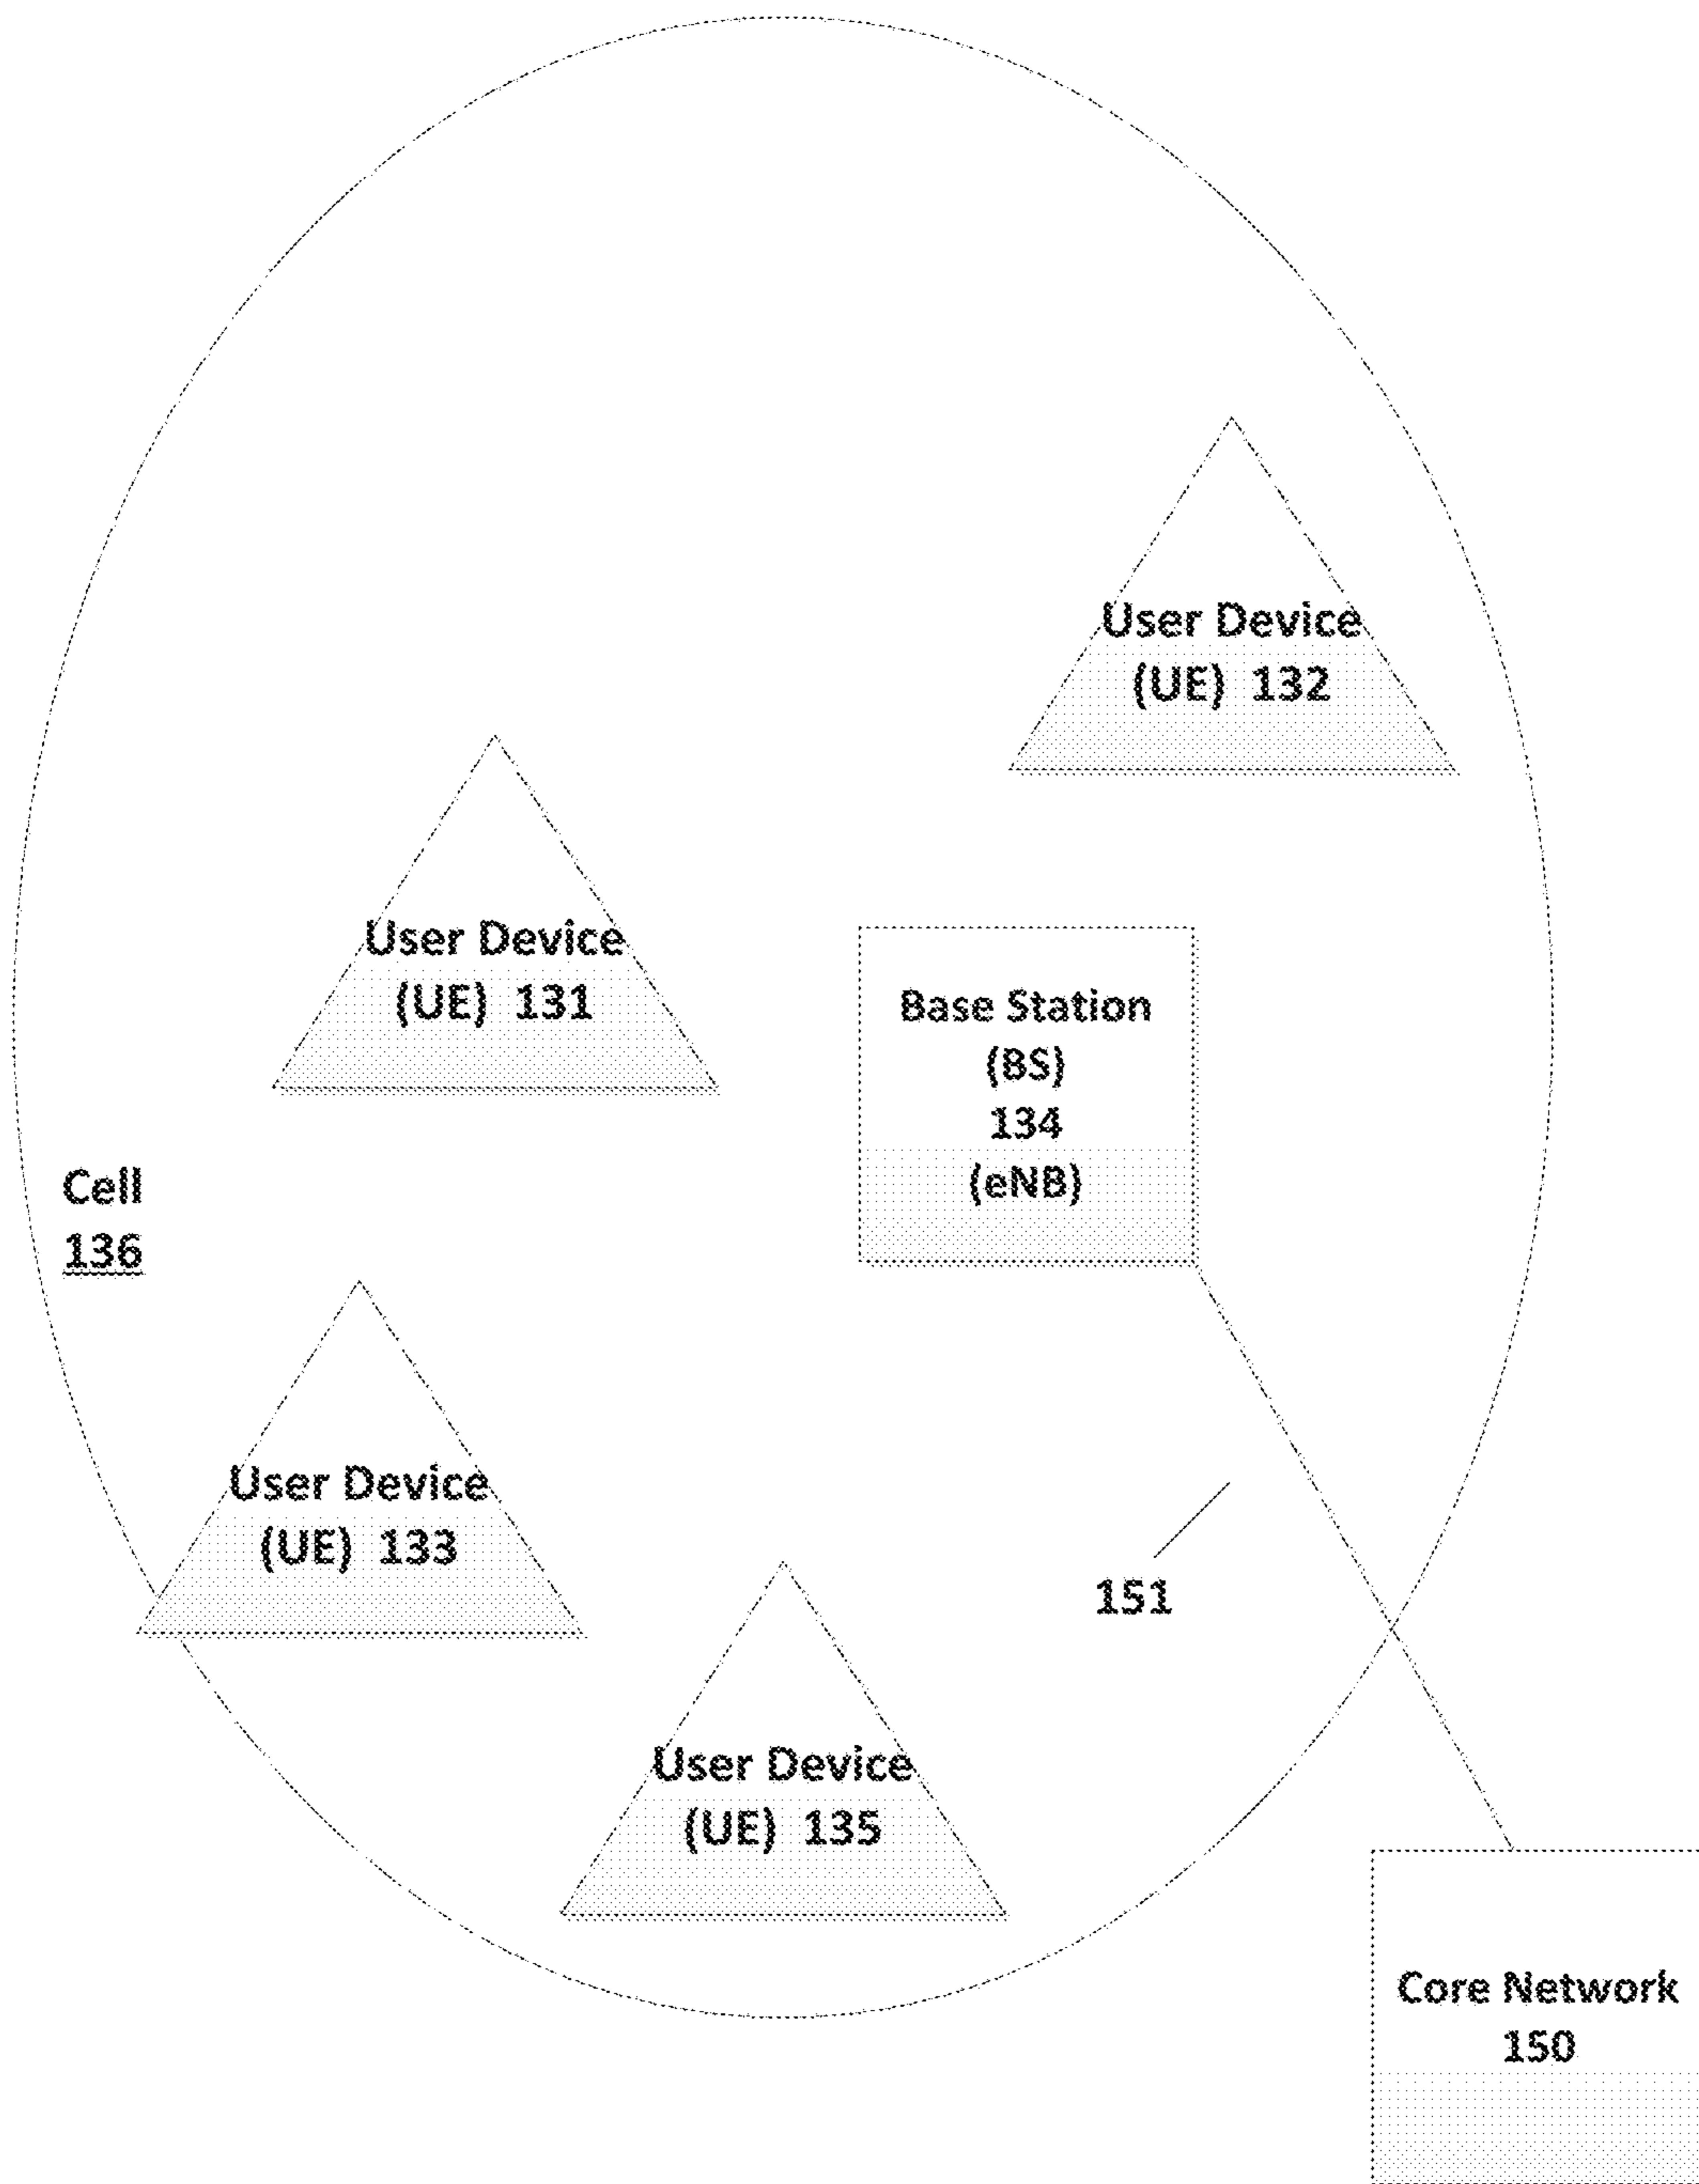 User Device
(UE) 132
User Device
(UE) 131
Base Station
(BS)
134
(eNB)
Cell
136
User Device
(UE) 133
151
User Device
(UE) 135
Core Network
150